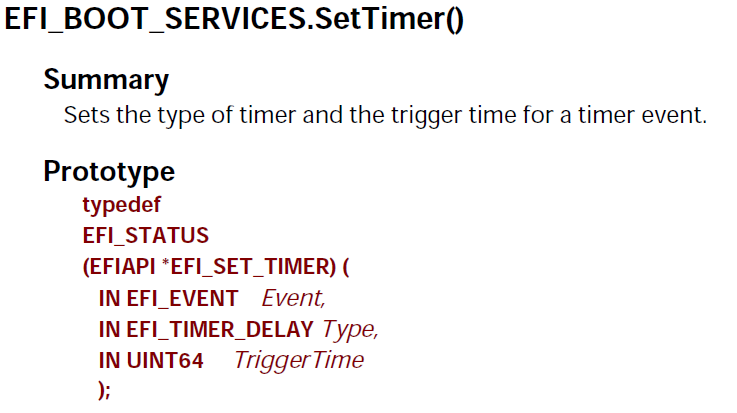 EFI_BOOT_SERVICES.SetTimer()
Summary
Sets the type of timer and the trigger time for a timer event.
Prototype
typedef
EFI_STATUS
(EFIAPI *EFI_SET_TIMER) (
IN EFI_EVENT Event,
IN EFI_TIMER_DELAY Type,
IN UINT64 TriggerTime
);